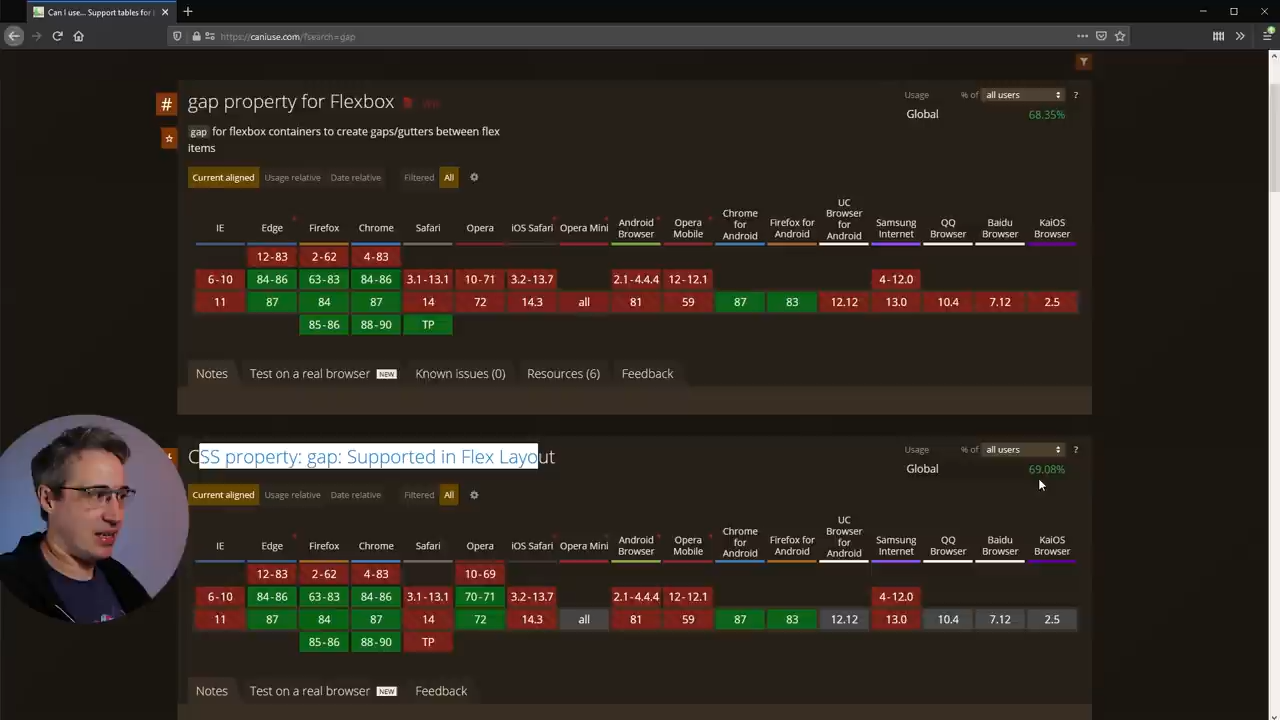 Can I use... Support tables for
https://caniuse.com/?search=gap
# gap property for Flexbox
Usage % of all users ?
Global 68.35%
gap for flexbox containers to create gaps/gutters between flex
items
Current aligned Usage relative Date relative Filtered All
IE Edge Firefox Chrome Safari Opera iOS Safari Opera Mini Android Browser Opera Mobile Chrome for Android Firefox for Android UC Browser for Android Samsung Internet QQ Browser Baidu Browser KaiOS Browser
12-83 2-62 4-83
6-10 84-86 63-83 84-86 3.1-13.1 10-71 3.2-13.7 2.1-4.4.4 12-12.1 4-12.0
11 87 84 87 14 72 14.3 all 81 59 87 83 12.12 13.0 10.4 7.12 2.5
85-86 88-90 TP
Notes Test on a real browser NEW Known issues (0) Resources (6) Feedback
CSS property: gap: Supported in Flex Layout
Usage % of all users ?
Global 69.08%
Current aligned Usage relative Date relative Filtered All
IE Edge Firefox Chrome Safari Opera iOS Safari Opera Mini Android Browser Opera Mobile Chrome for Android Firefox for Android UC Browser for Android Samsung Internet QQ Browser Baidu Browser KaiOS Browser
12-83 2-62 4-83 10-69
6-10 84-86 63-83 84-86 3.1-13.1 70-71 3.2-13.7 2.1-4.4.4 12-12.1 4-12.0
11 87 84 87 14 72 14.3 all 81 59 87 83 12.12 13.0 10.4 7.12 2.5
85-86 88-90 TP
Notes Test on a real browser NEW Feedback